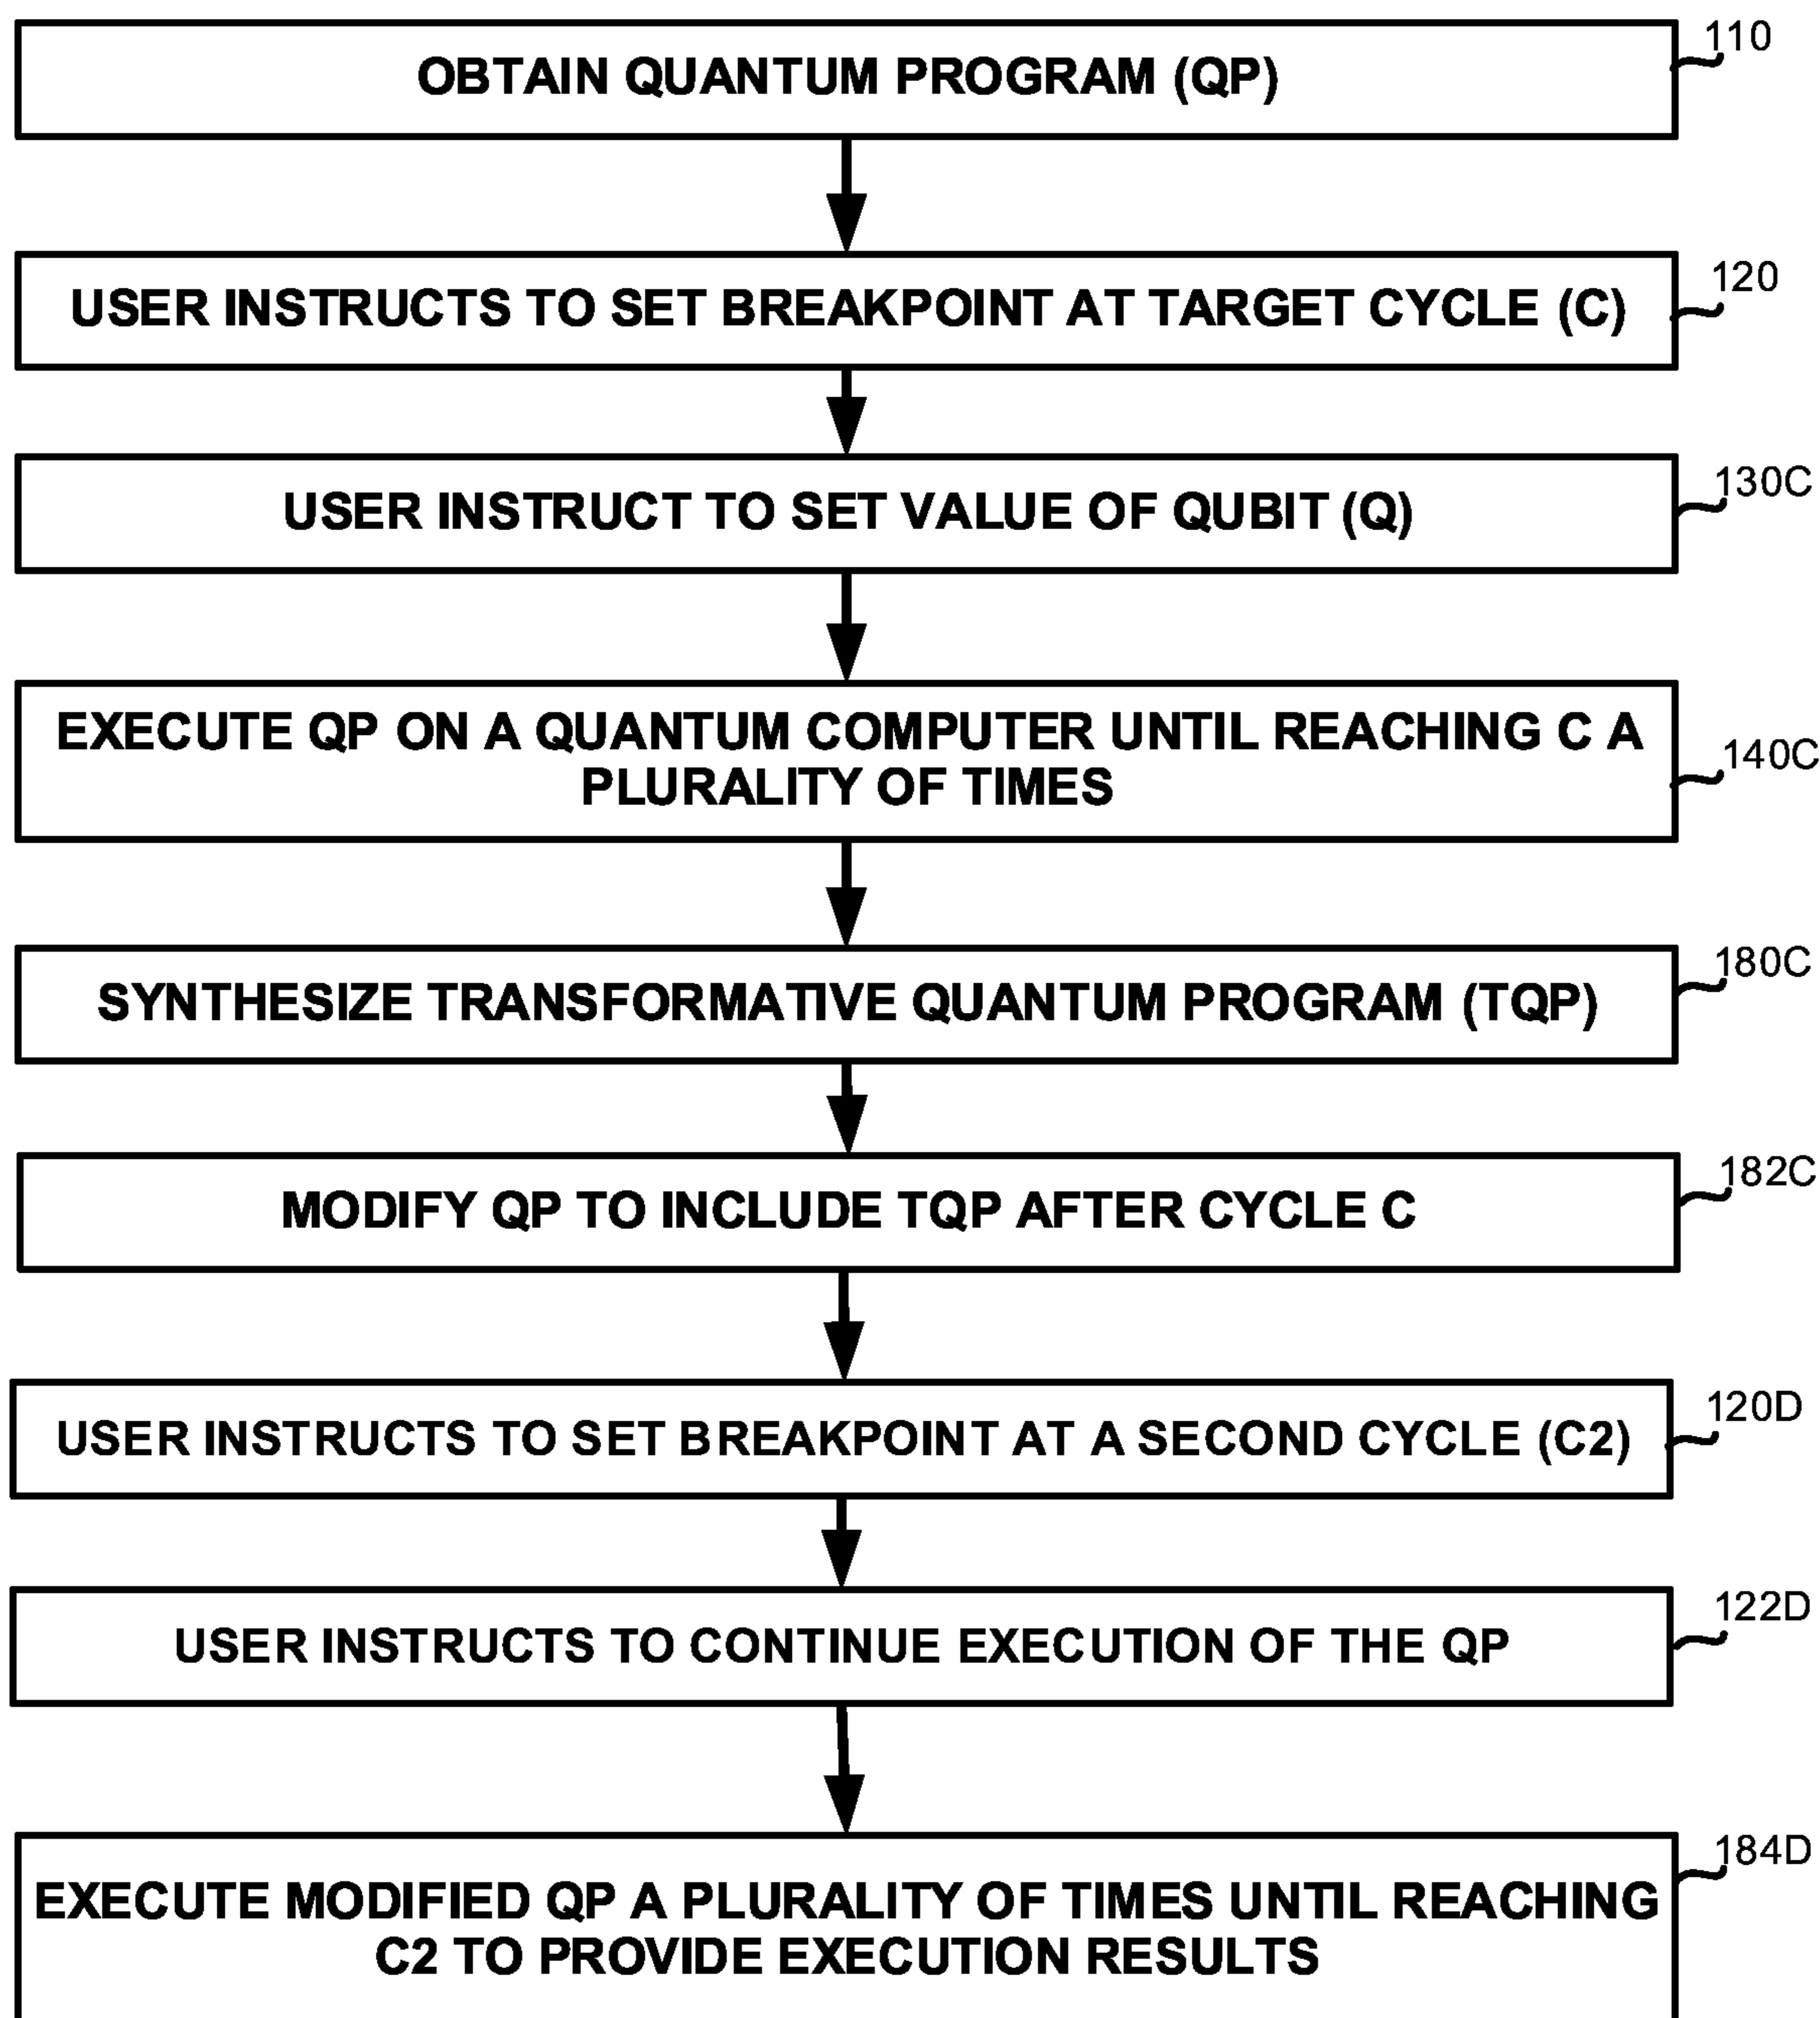 OBTAIN QUANTUM PROGRAM (QP)
110
USER INSTRUCTS TO SET BREAKPOINT AT TARGET CYCLE (C)
120
USER INSTRUCT TO SET VALUE OF QUBIT (Q)
130C
EXECUTE QP ON A QUANTUM COMPUTER UNTIL REACHING C A
PLURALITY OF TIMES
140C
SYNTHESIZE TRANSFORMATIVE QUANTUM PROGRAM (TQP)
180C
MODIFY QP TO INCLUDE TQP AFTER CYCLE C
182C
USER INSTRUCTS TO SET BREAKPOINT AT A SECOND CYCLE (C2)
120D
USER INSTRUCTS TO CONTINUE EXECUTION OF THE QP
122D
EXECUTE MODIFIED QP A PLURALITY OF TIMES UNTIL REACHING
C2 TO PROVIDE EXECUTION RESULTS
184D